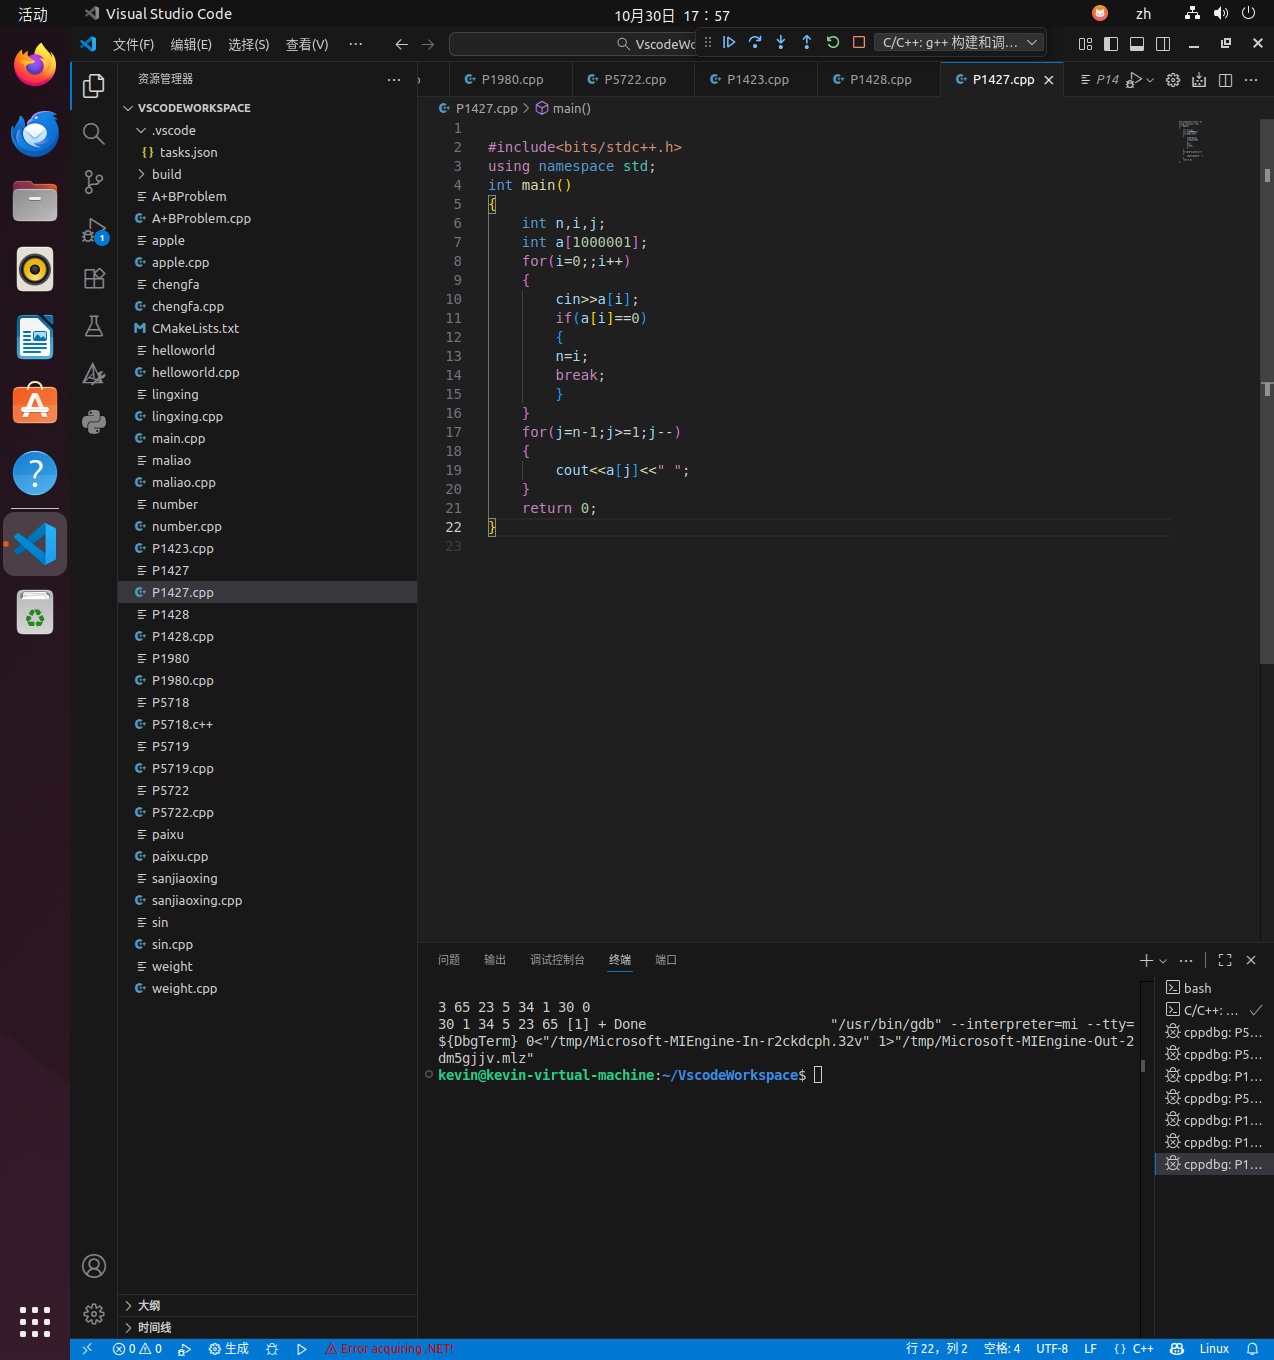 活动
Visual Studio Code
10月30日 17：57
zh
文件(F) 编辑(E) 选择(S) 查看(V) ···
VscodeWo
C/C++: g++ 构建和调...
资源管理器
P1980.cpp P5722.cpp P1423.cpp P1428.cpp P1427.cpp P14
P1427.cpp > main()
VSCODEWORKSPACE
.vscode
tasks.json
build
A+BProblem
A+BProblem.cpp
apple
apple.cpp
chengfa
chengfa.cpp
CMakeLists.txt
helloworld
helloworld.cpp
lingxing
lingxing.cpp
main.cpp
maliao
maliao.cpp
number
number.cpp
P1423.cpp
P1427
P1427.cpp
P1428
P1428.cpp
P1980
P1980.cpp
P5718
P5718.c++
P5719
P5719.cpp
P5722
P5722.cpp
paixu
paixu.cpp
sanjiaoxing
sanjiaoxing.cpp
sin
sin.cpp
weight
weight.cpp
大纲
时间线
1
2 #include<bits/stdc++.h>
3 using namespace std;
4 int main()
5 {
6 int n,i,j;
7 int a[1000001];
8 for(i=0;;i++)
9 {
10 cin>>a[i];
11 if(a[i]==0)
12 {
13 n=i;
14 break;
15 }
16 }
17 for(j=n-1;j>=1;j--)
18 {
19 cout<<a[j]<<" ";
20 }
21 return 0;
22 }
23
问题 输出 调试控制台 终端 端口
3 65 23 5 34 1 30 0
30 1 34 5 23 65 [1] + Done "/usr/bin/gdb" --interpreter=mi --tty=
${DbgTerm} 0<"/tmp/Microsoft-MIEngine-In-r2ckdcph.32v" 1>"/tmp/Microsoft-MIEngine-Out-2
dm5gjjv.mlz"
kevin@kevin-virtual-machine:~/VscodeWorkspace$
bash
C/C++: ...
cppdbg: P5...
cppdbg: P5...
cppdbg: P1...
cppdbg: P5...
cppdbg: P1...
cppdbg: P1...
cppdbg: P1...
0 0 生成 Error acquiring .NET! 行 22，列 2 空格: 4 UTF-8 LF {} C++ Linux